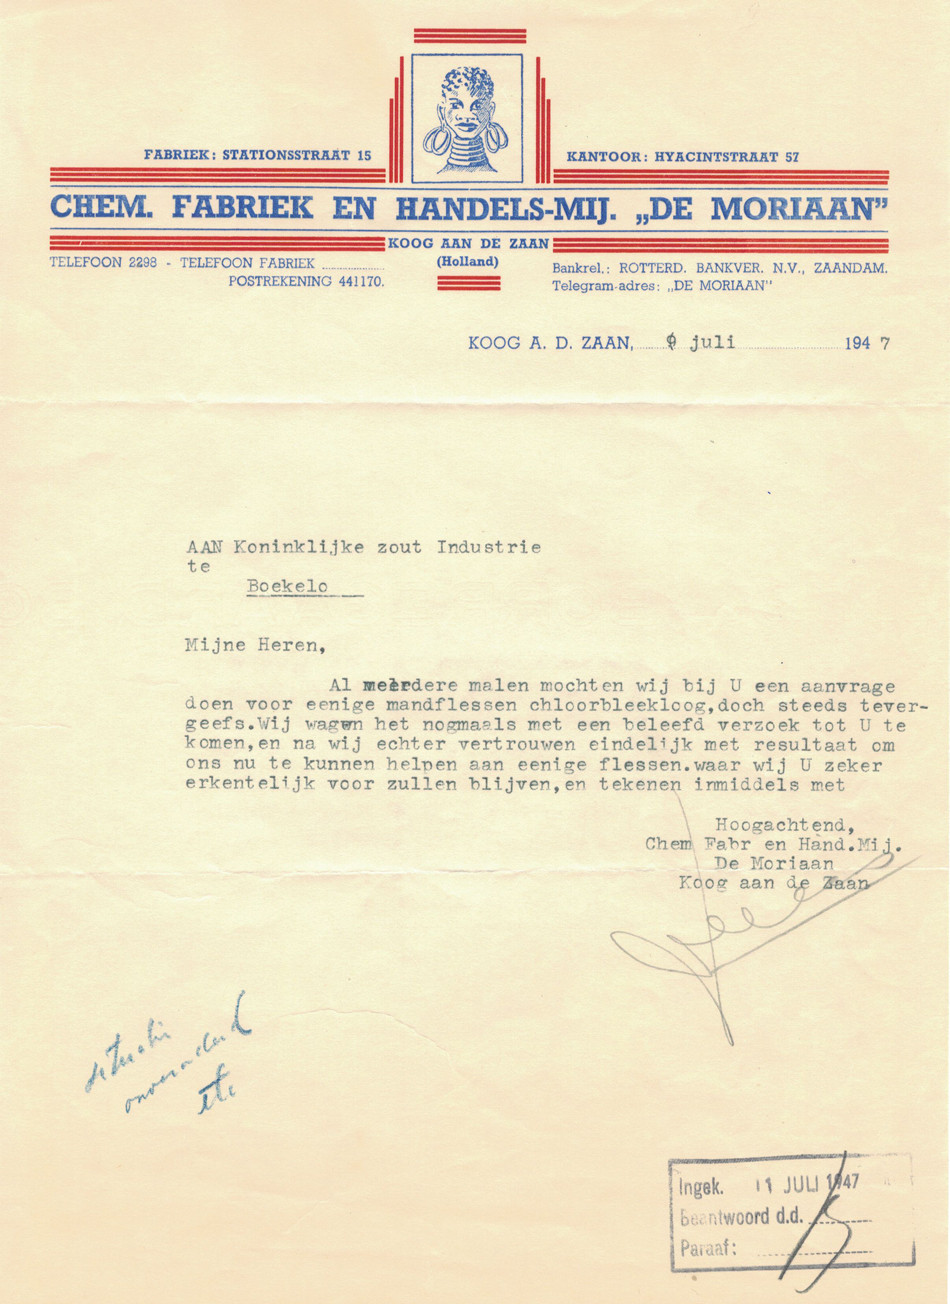 FABRIEK: STATIONSSTRAAT 15
KANTOOR: HYACINTSTRAAT 57
CHEM. FABRIEK EN HANDELS-MIJ. „DE MORIAAN”
KOOG AAN DE ZAAN
(Holland)
TELEFOON 2298 - TELEFOON FABRIEK ....................
POSTREKENING 441170.
Bankrel.: ROTTERD. BANKVER. N.V., ZAANDAM.
Telegram-adres: „DE MORIAAN”
KOOG A. D. ZAAN, 9 juli 1947
AAN Koninklijke zout Industrie
te
Boekelo
Mijne Heren,
Al meerdere malen mochten wij bij U een aanvrage
doen voor eenige mandflessen chloorbleekloog,doch steeds tever-
geefs.Wij wagen het nogmaals met een beleefd verzoek tot U te
komen,en na wij echter vertrouwen eindelijk met resultaat om
ons nu te kunnen helpen aan eenige flessen.waar wij U zeker
erkentelijk voor zullen blijven,en tekenen inmiddels met
Hoogachtend,
Chem Fabr en Hand.Mij.
De Moriaan
Koog aan de Zaan
onveranderd
Ingek. 11 JULI 1947
Beantwoord d.d.
Paraaf: